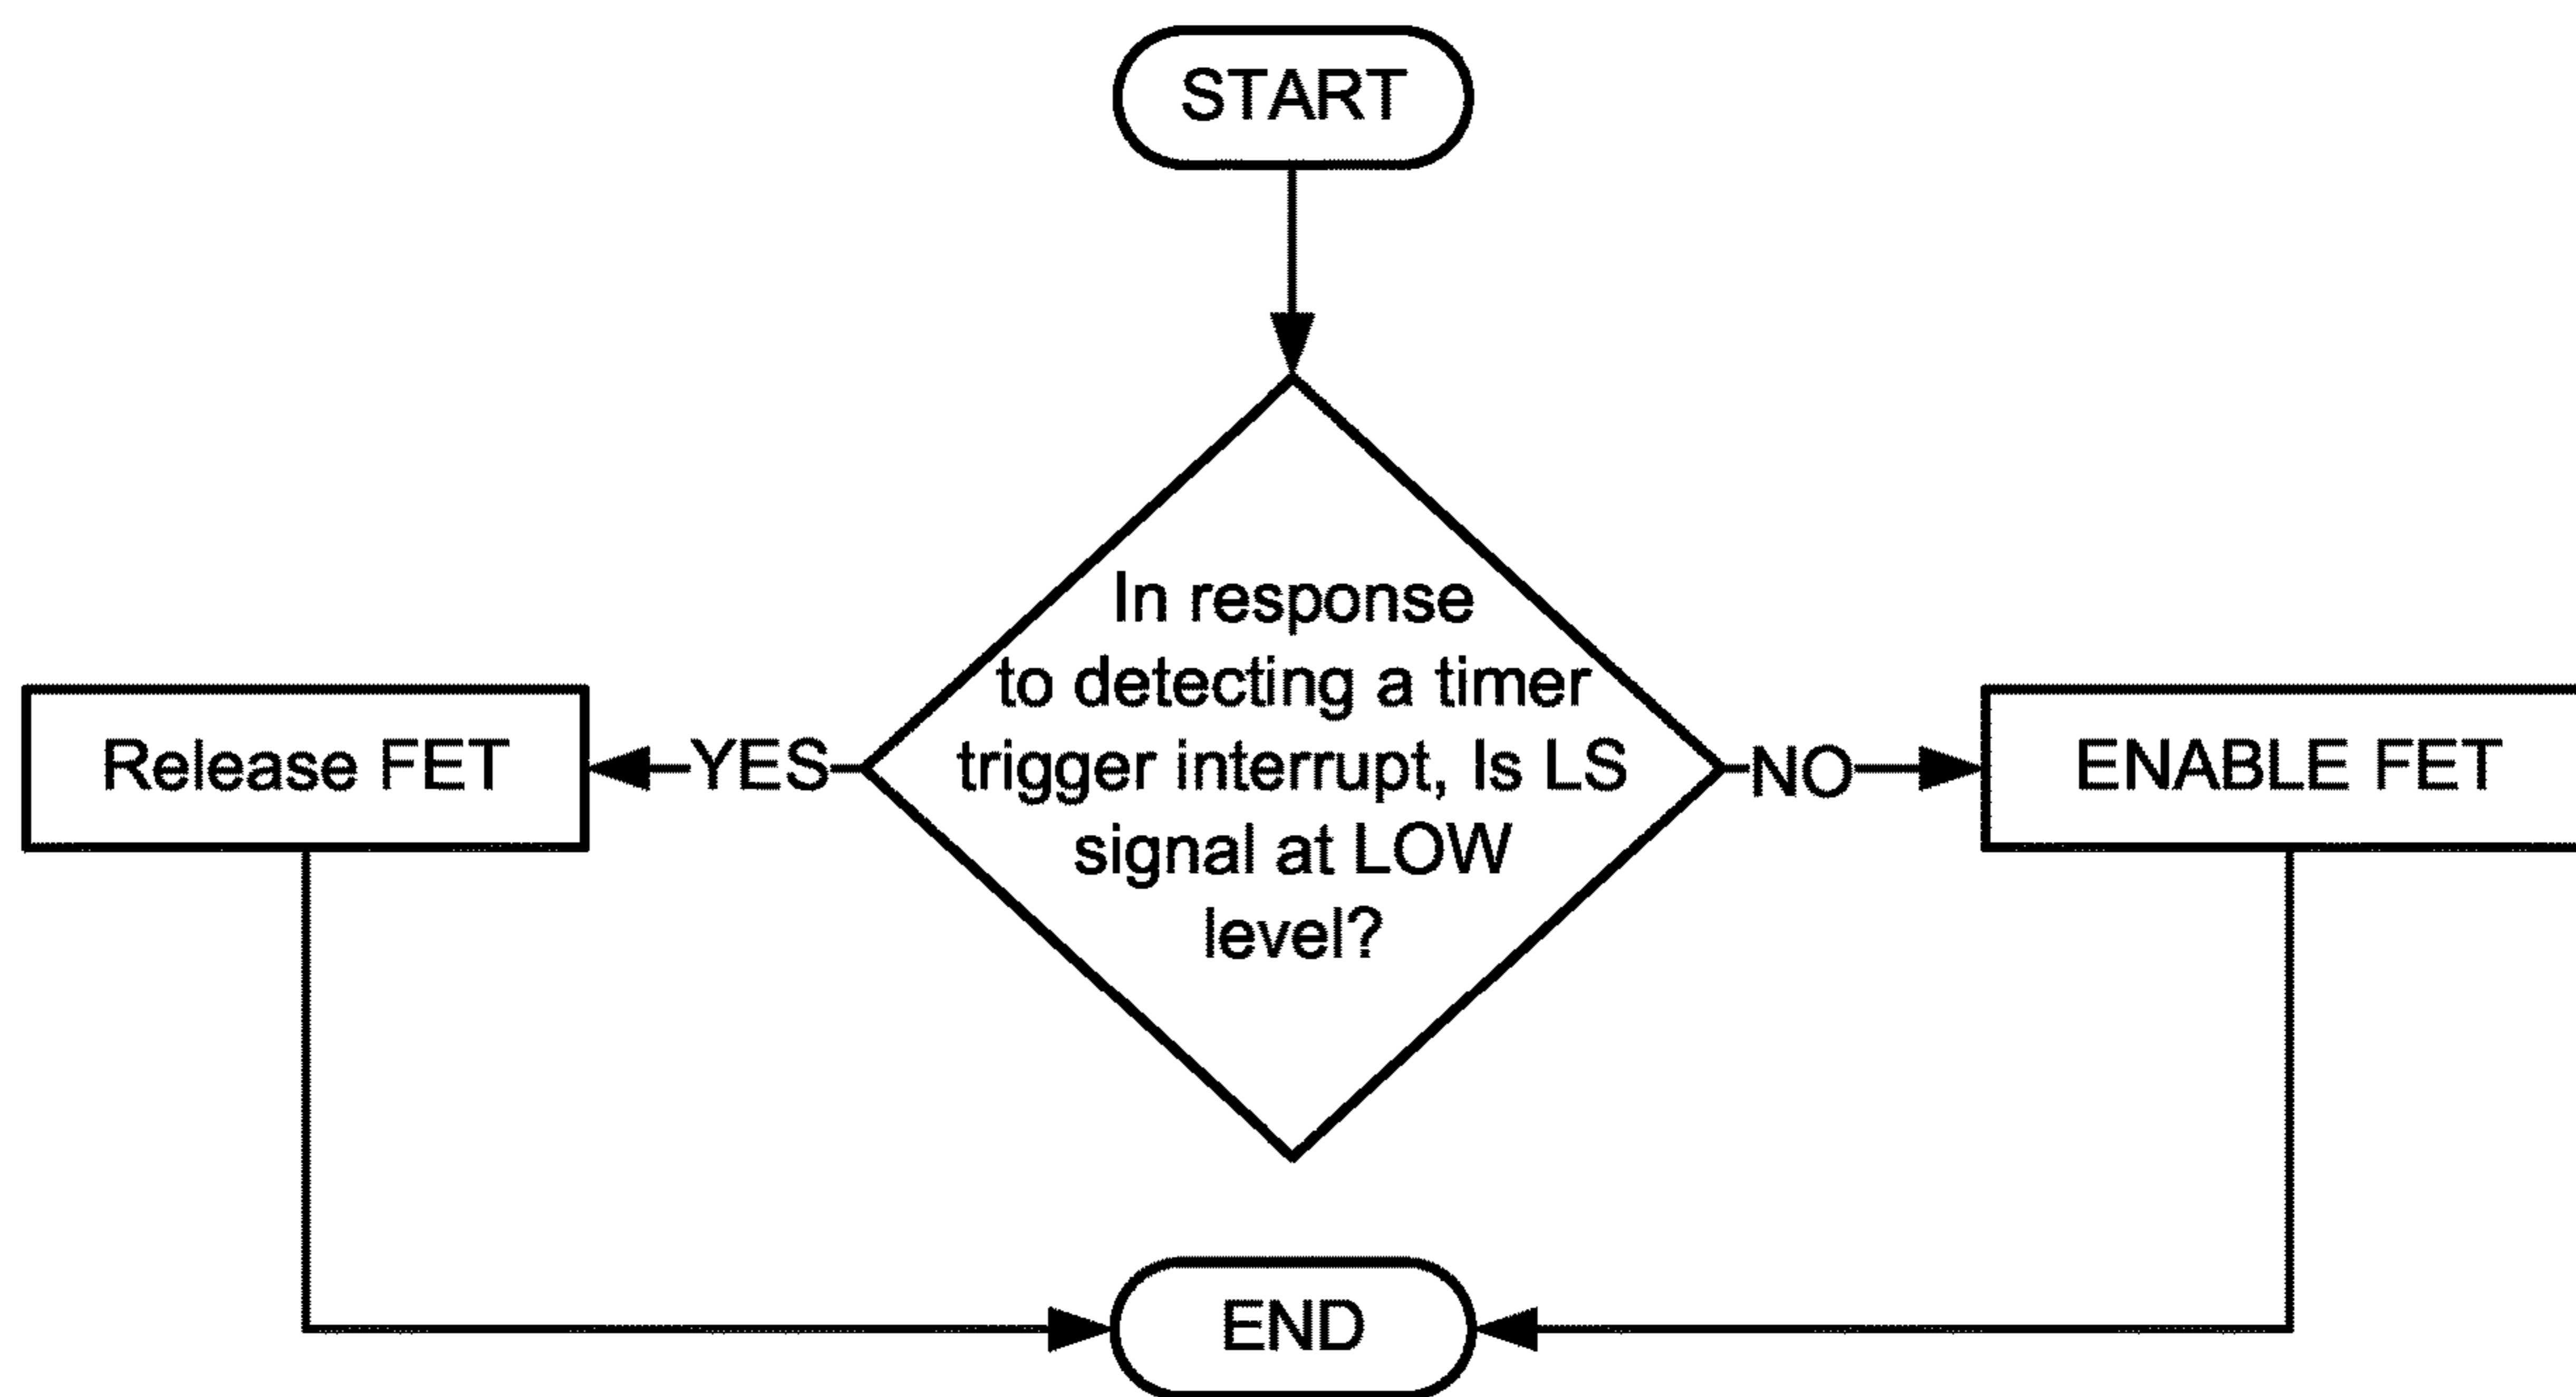 START
In response
to detecting a timer
trigger interrupt, Is LS
signal at LOW
level?
YES
NO
Release FET
ENABLE FET
END